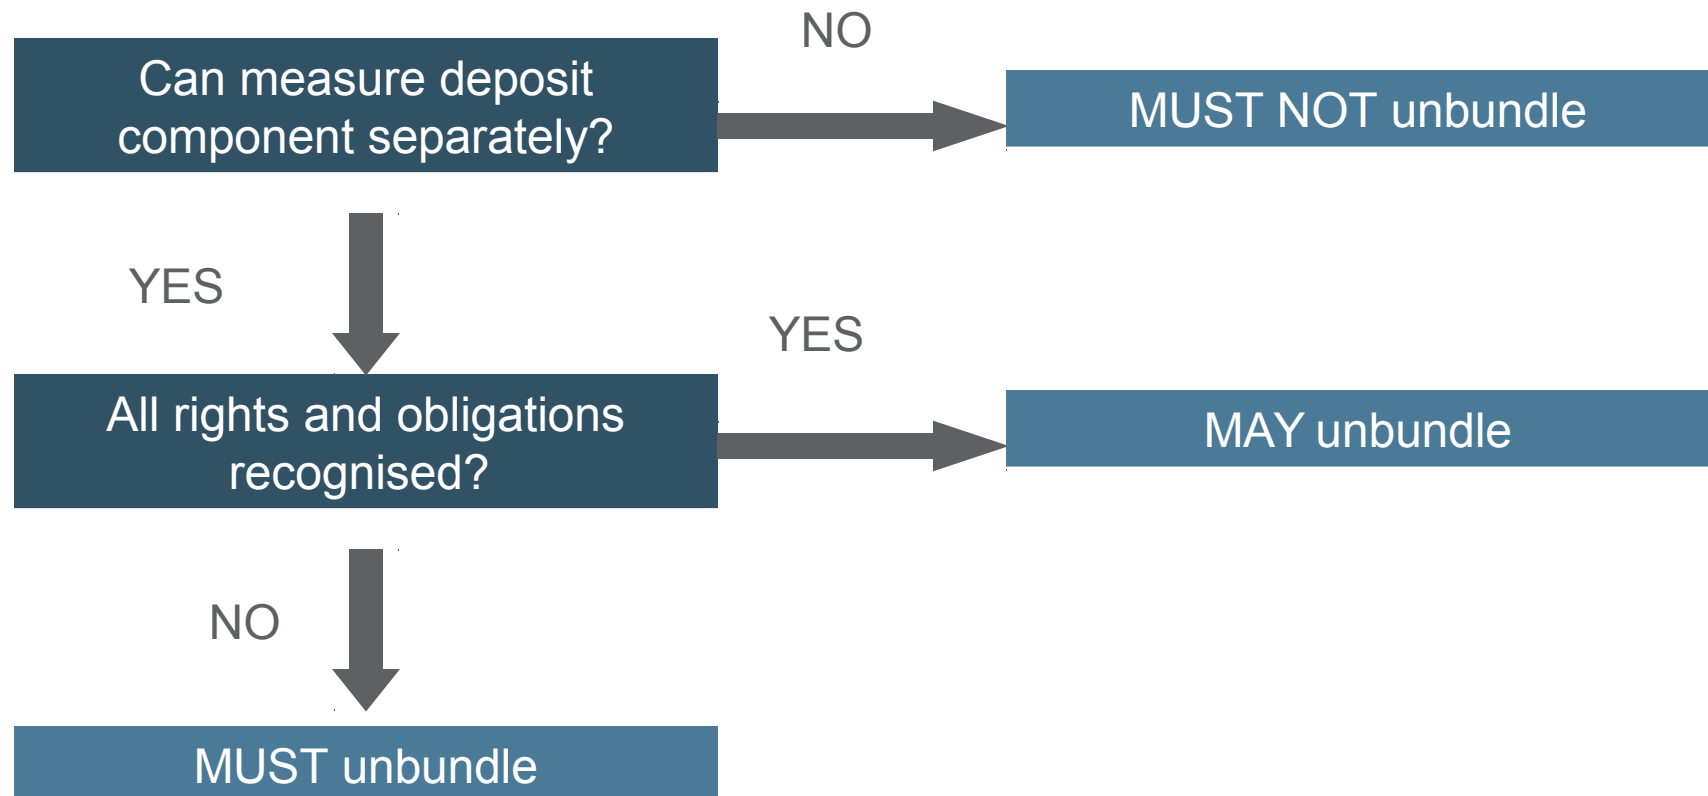 NO
Can measure deposit
component separately?
MUST NOT unbundle
YES
YES
All rights and obligations
recognised?
MAY unbundle
NO
MUST unbundle